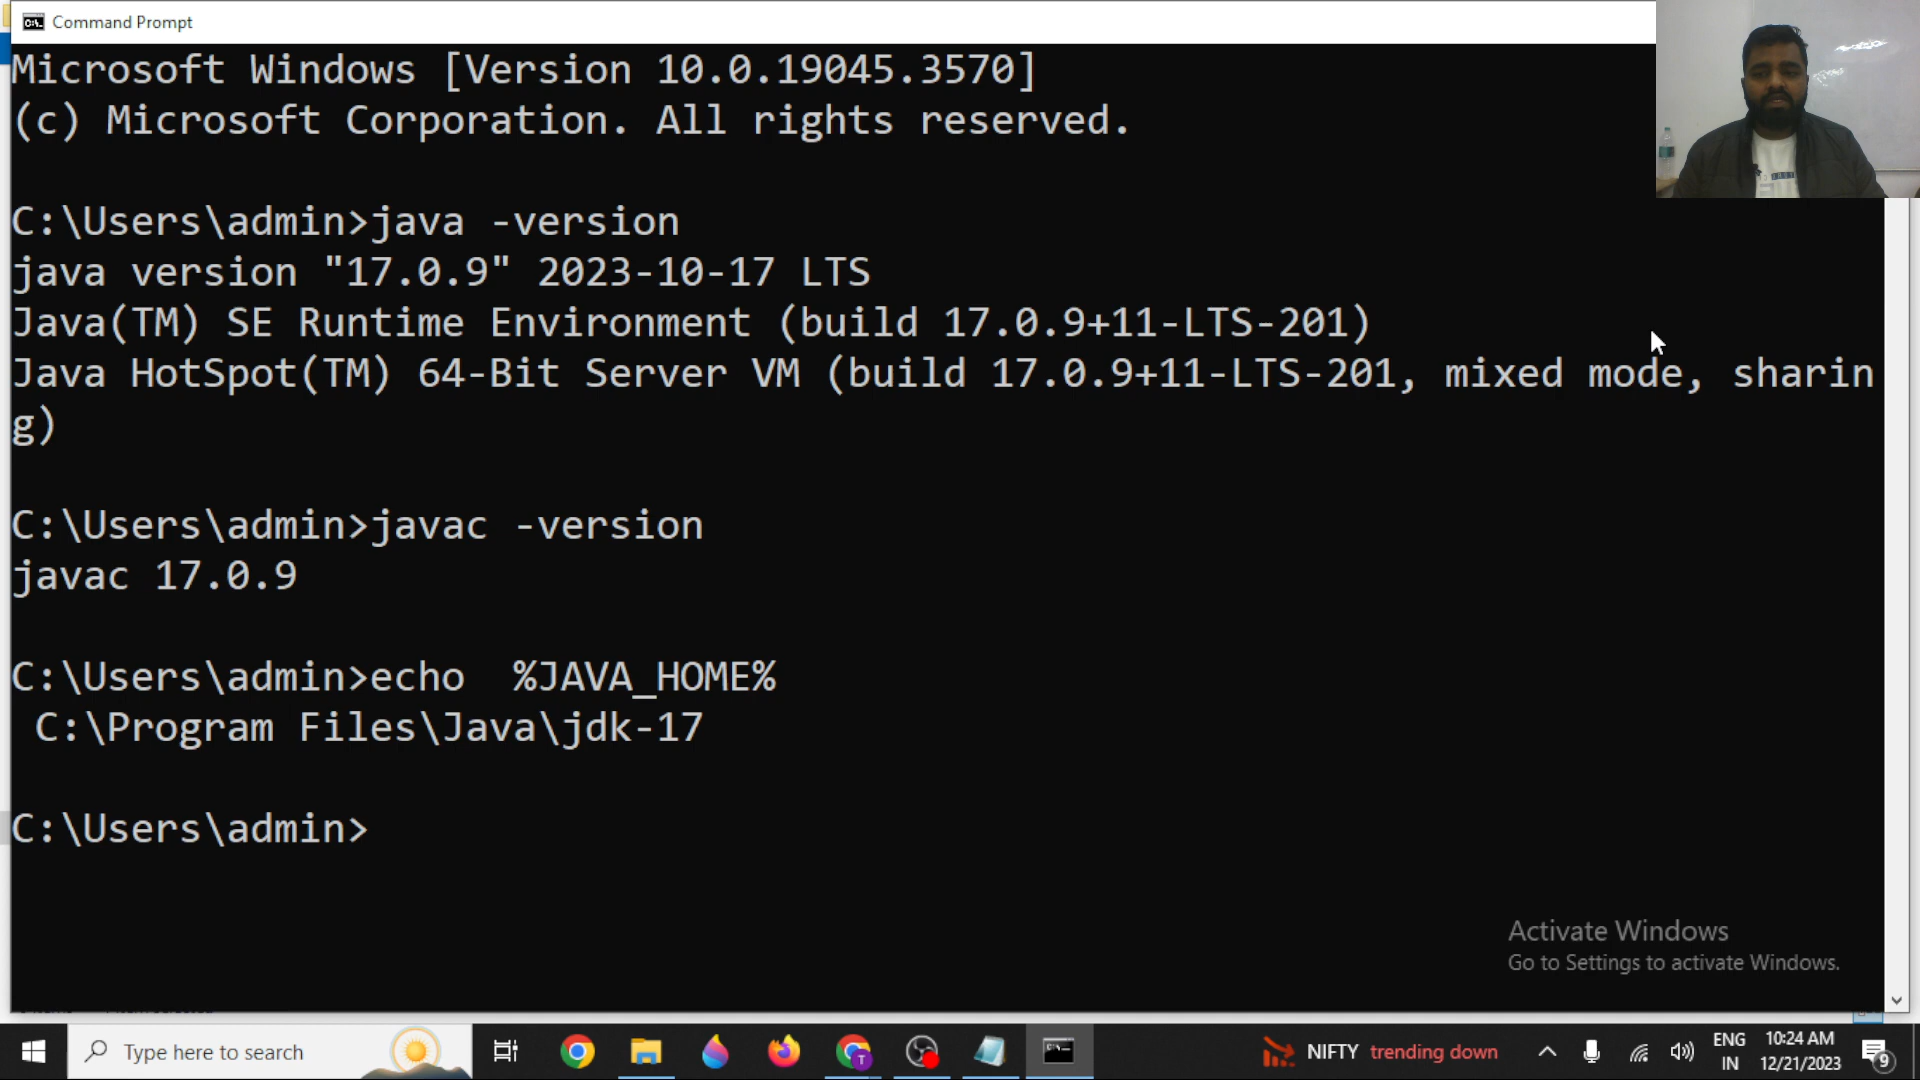 Command Prompt
Microsoft Windows [Version 10.0.19045.3570]
(c) Microsoft Corporation. All rights reserved.
C:\Users\admin>java -version
java version "17.0.9" 2023-10-17 LTS
Java(TM) SE Runtime Environment (build 17.0.9+11-LTS-201)
Java HotSpot(TM) 64-Bit Server VM (build 17.0.9+11-LTS-201, mixed mode, sharin
g)
C:\Users\admin>javac -version
javac 17.0.9
C:\Users\admin>echo  %JAVA_HOME%
 C:\Program Files\Java\jdk-17
C:\Users\admin>
Activate Windows
Go to Settings to activate Windows.
Type here to search
T
NIFTY trending down
ENG
IN
10:24 AM
12/21/2023
9